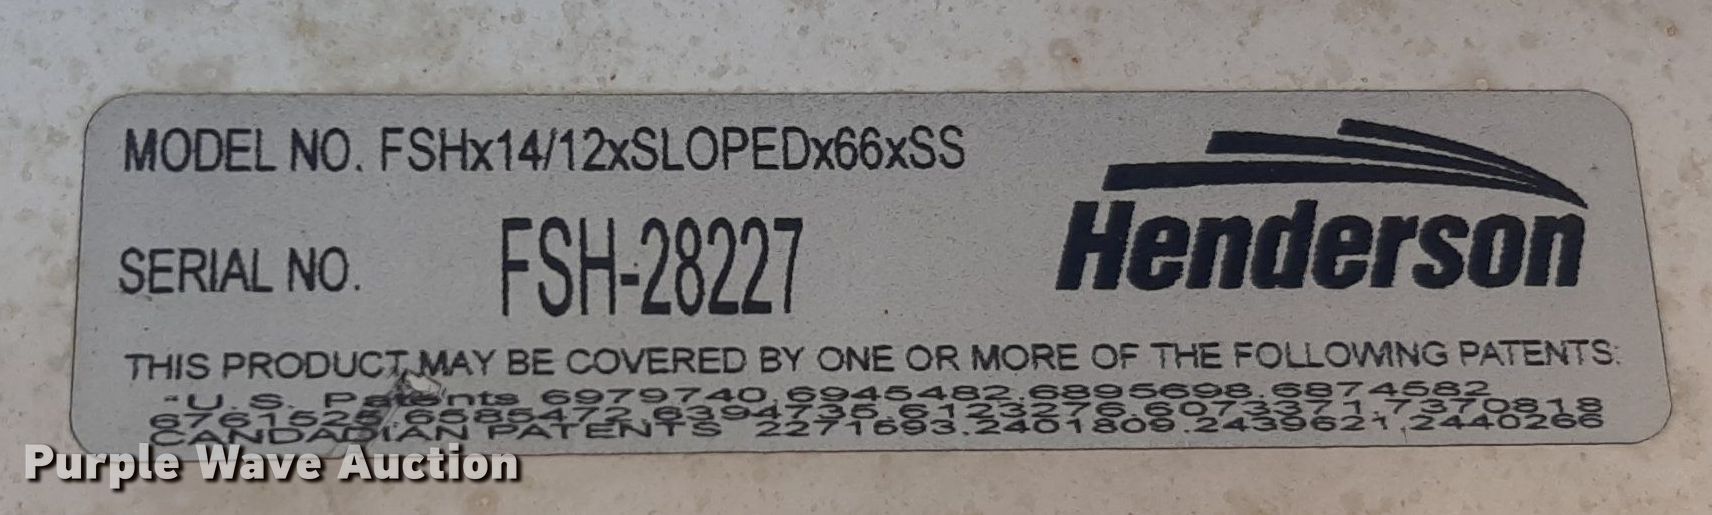 MODEL NO. FSHx14/12xSLOPEDx66xSS
Henderson
SERIAL NO. FSH-28227
THIS PRODUCT MAY BE COVERED BY ONE OR MORE OF THE FOLLOWING PATENTS:
U.S. Patents 6979740,6945482,6895698.6874582
6761525,6585472,6394735,6123276,6073371,7370818
CANDADIAN PATENTS 2271593.2401809.2439621,2440266
Purple Wave Auction